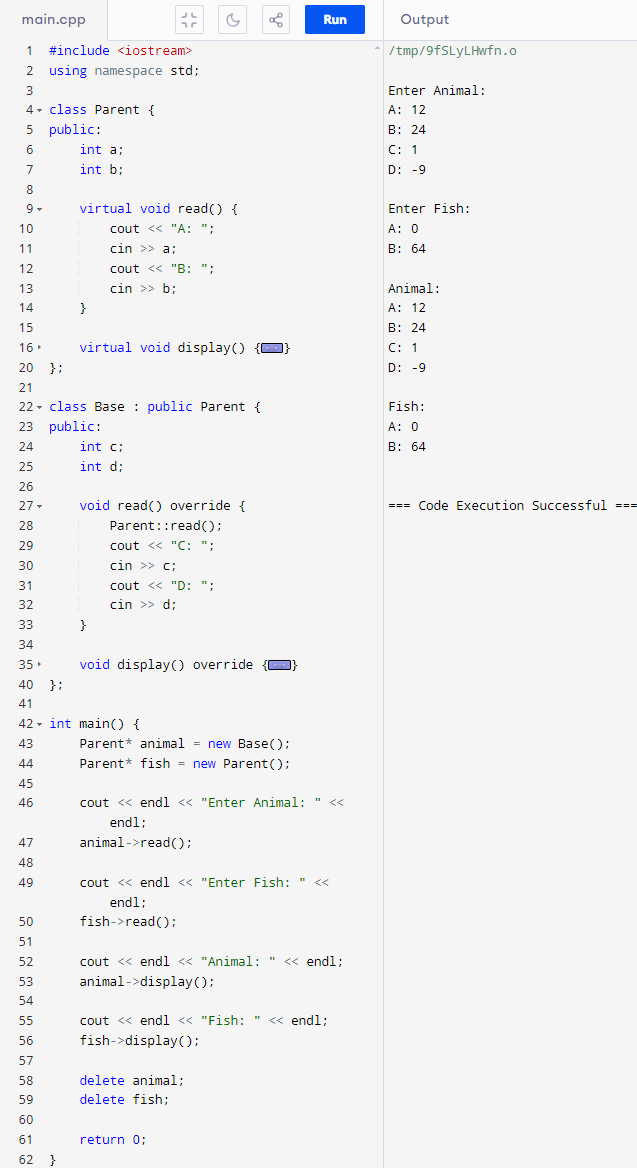 main.cpp
Run
Output
1 #include <iostream>
2 using namespace std;
3
4 class Parent {
5 public:
6     int a;
7     int b;
8
9     virtual void read() {
10         cout << "A: ";
11         cin >> a;
12         cout << "B: ";
13         cin >> b;
14     }
15
16     virtual void display() {}
20 };
21
22 class Base : public Parent {
23 public:
24     int c;
25     int d;
26
27     void read() override {
28         Parent::read();
29         cout << "C: ";
30         cin >> c;
31         cout << "D: ";
32         cin >> d;
33     }
34
35     void display() override {}
40 };
41
42 int main() {
43     Parent* animal = new Base();
44     Parent* fish = new Parent();
45
46     cout << endl << "Enter Animal: " <<
        endl;
47     animal->read();
48
49     cout << endl << "Enter Fish: " <<
        endl;
50     fish->read();
51
52     cout << endl << "Animal: " << endl;
53     animal->display();
54
55     cout << endl << "Fish: " << endl;
56     fish->display();
57
58     delete animal;
59     delete fish;
60
61     return 0;
62 }
/tmp/9fSLyLHwfn.o
Enter Animal:
A: 12
B: 24
C: 1
D: -9
Enter Fish:
A: 0
B: 64
Animal:
A: 12
B: 24
C: 1
D: -9
Fish:
A: 0
B: 64
=== Code Execution Successful ===